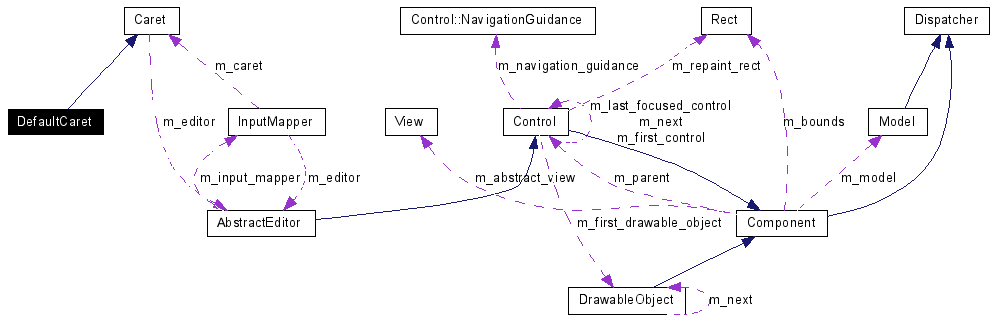 Caret
Control::NavigationGuidance
Rect
Dispatcher
m_caret
m_navigation_guidance
m_repaint_rect
DefaultCaret
m_editor
InputMapper
View
Control
m_last_focused_control
m_next
m_first_control
m_bounds
Model
m_input_mapper
m_editor
m_abstract_view
m_parent
m_model
AbstractEditor
m_first_drawable_object
Component
DrawableObject
m_next